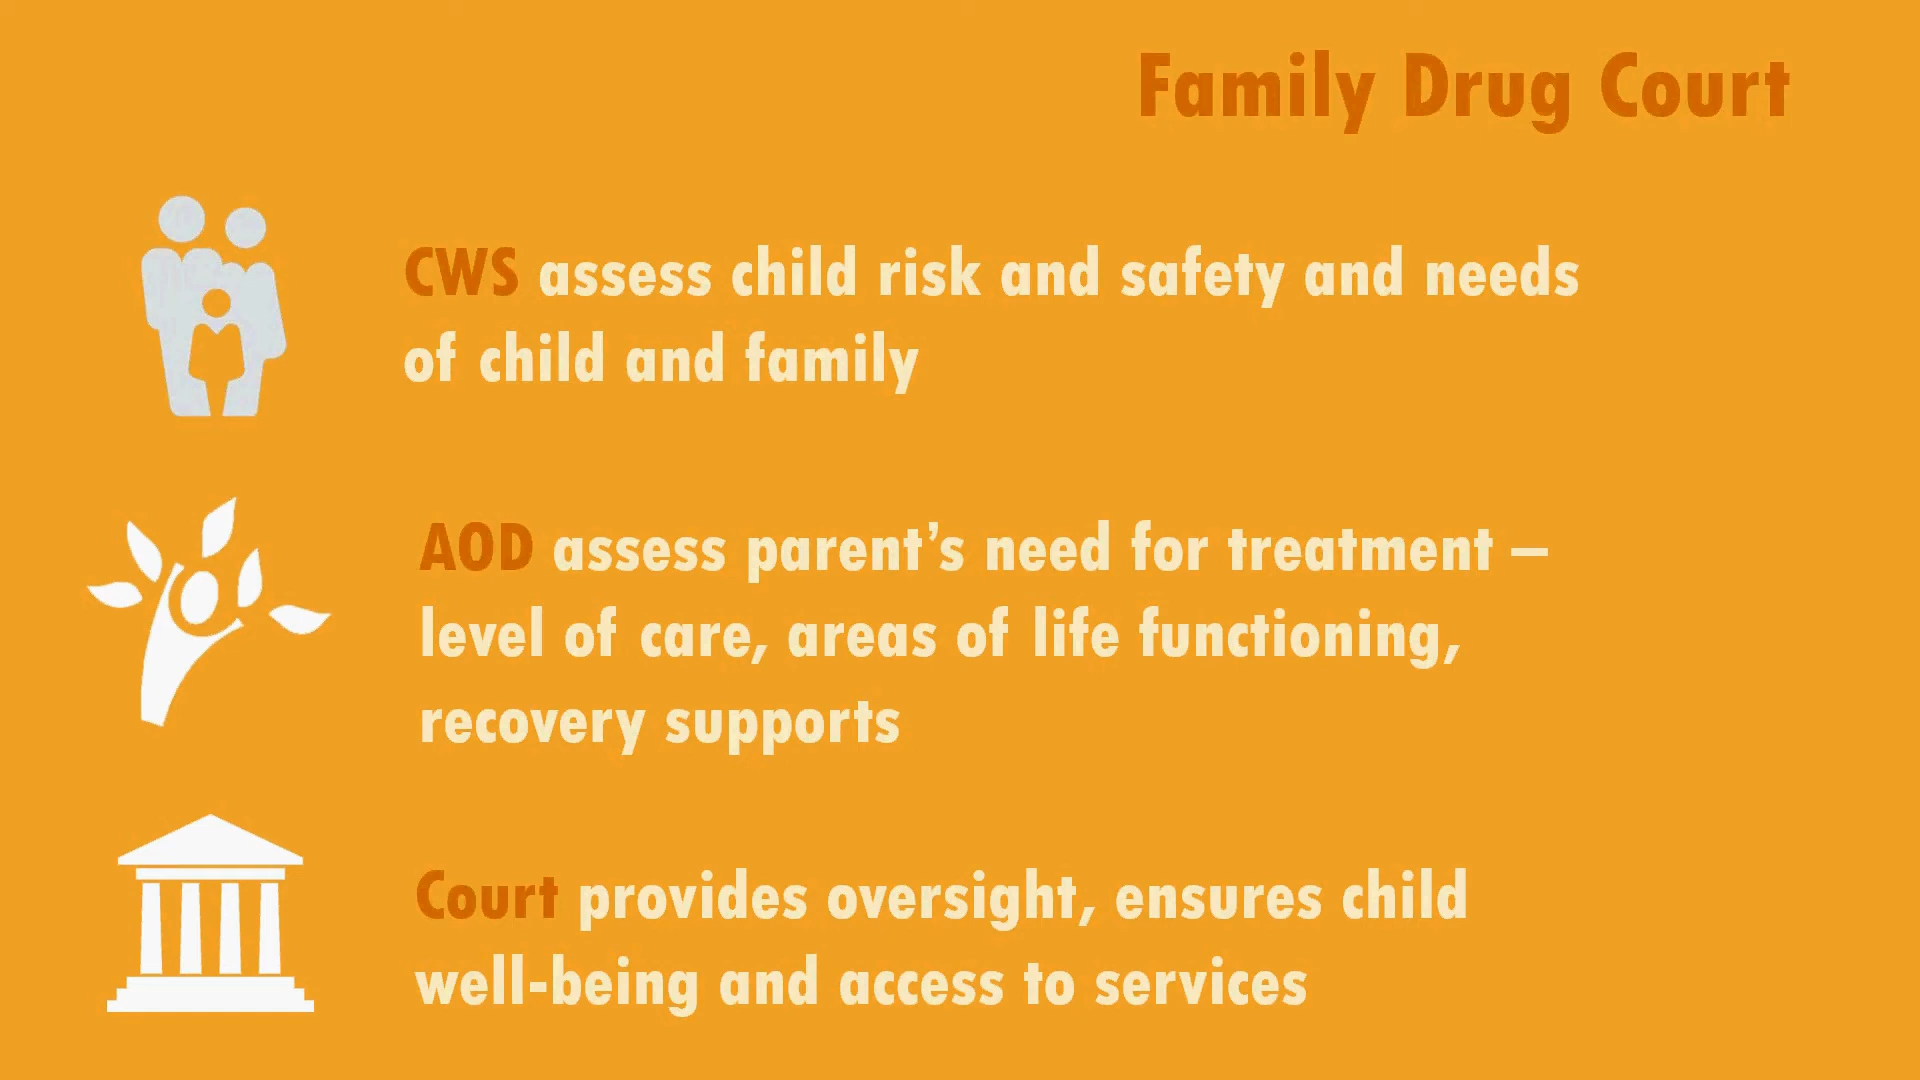 Family Drug Court
CWS assess child risk and safety and needs
of child and family
AOD assess parent’s need for treatment –
level of care, areas of life functioning,
recovery supports
Court provides oversight, ensures child
well-being and access to services